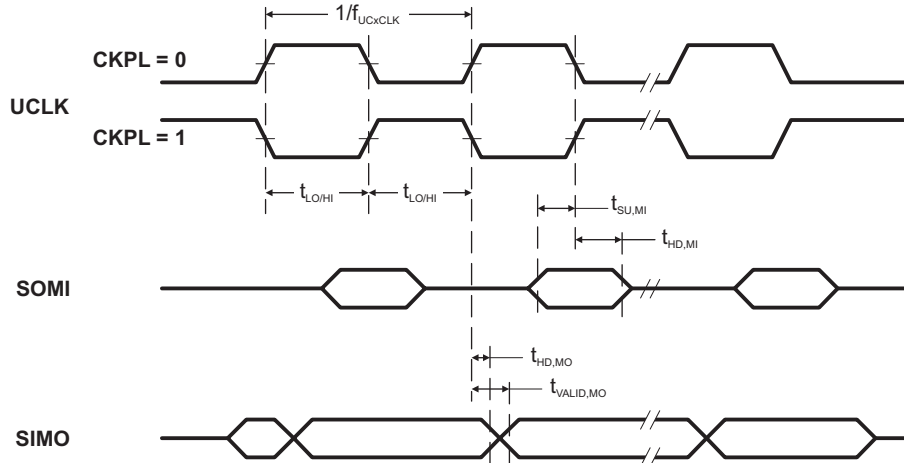 1/fUCxCLK
CKPL = 0
UCLK
CKPL = 1
tLO/HI tLO/HI tSU,MI
tHD,MI
SOMI
tHD,MO
tVALID,MO
SIMO